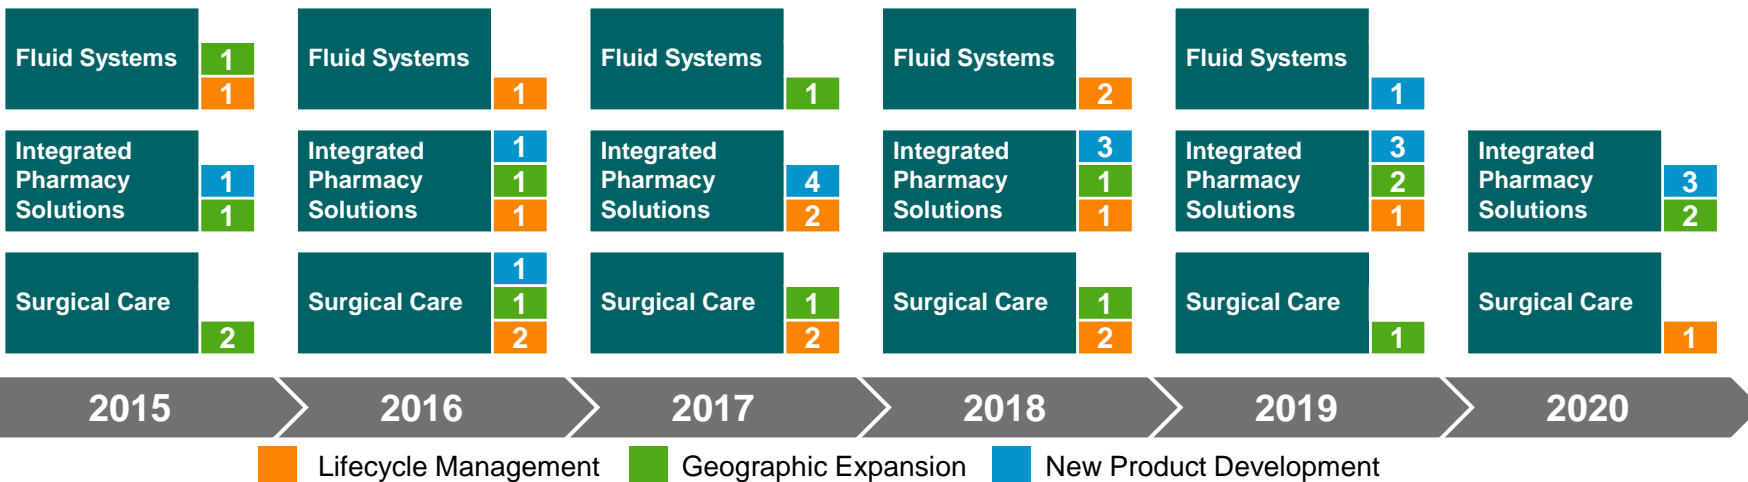 Fluid Systems
1
1
Fluid Systems
1
Fluid Systems
1
Fluid Systems
2
Fluid Systems
1
Integrated
Pharmacy
Solutions
1
1
Integrated
Pharmacy
Solutions
1
1
1
Integrated
Pharmacy
Solutions
4
2
Integrated
Pharmacy
Solutions
3
1
1
Integrated
Pharmacy
Solutions
3
2
1
Integrated
Pharmacy
Solutions
3
2
Surgical Care
2
Surgical Care
1
1
2
Surgical Care
1
2
Surgical Care
1
2
Surgical Care
1
Surgical Care
1
2015
2016
2017
2018
2019
2020
Lifecycle Management
Geographic Expansion
New Product Development